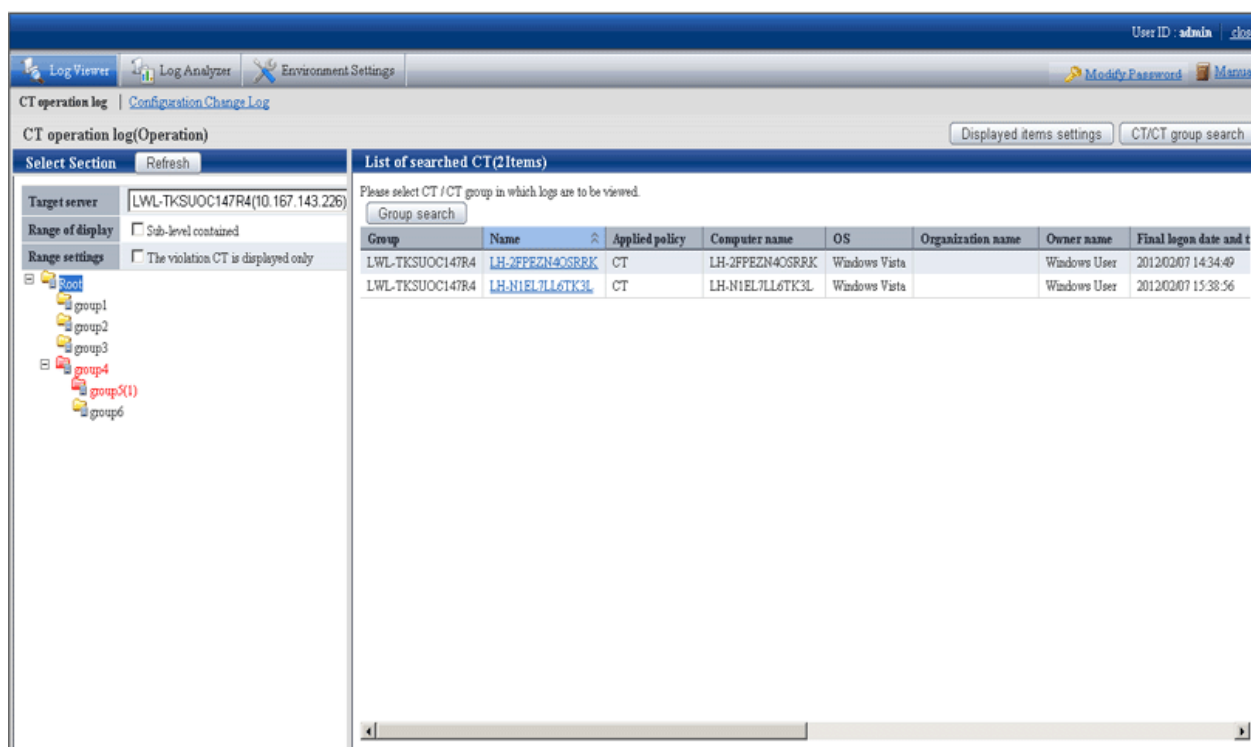 User ID : admin
Log Viewer Log Analyzer Environment Settings Modify Password
CT operation log Configuration Change Log
CT operation log(Operation) Displayed items settings CT/CT group search
Select Section Refresh
Target server LWL-TKSUOC147R4(10.167.143.226)
Range of display Sub-level contained
Range settings The violation CT is displayed only
Root
group1
group2
group3
group4
group5(1)
group6
List of searched CT(2Items)
Please select CT / CT group in which logs are to be viewed.
Group search
Group Name Applied policy Computer name OS Organization name Owner name Final logon date and t
LWL-TKSUOC147R4 LH-2FPEZN4OSRRK CT LH-2FPEZN4OSRRK Windows Vista Windows User 2012/02/07 14:34:49
LWL-TKSUOC147R4 LH-N1EL7LL6TK3L CT LH-N1EL7LL6TK3L Windows Vista Windows User 2012/02/07 15:38:56